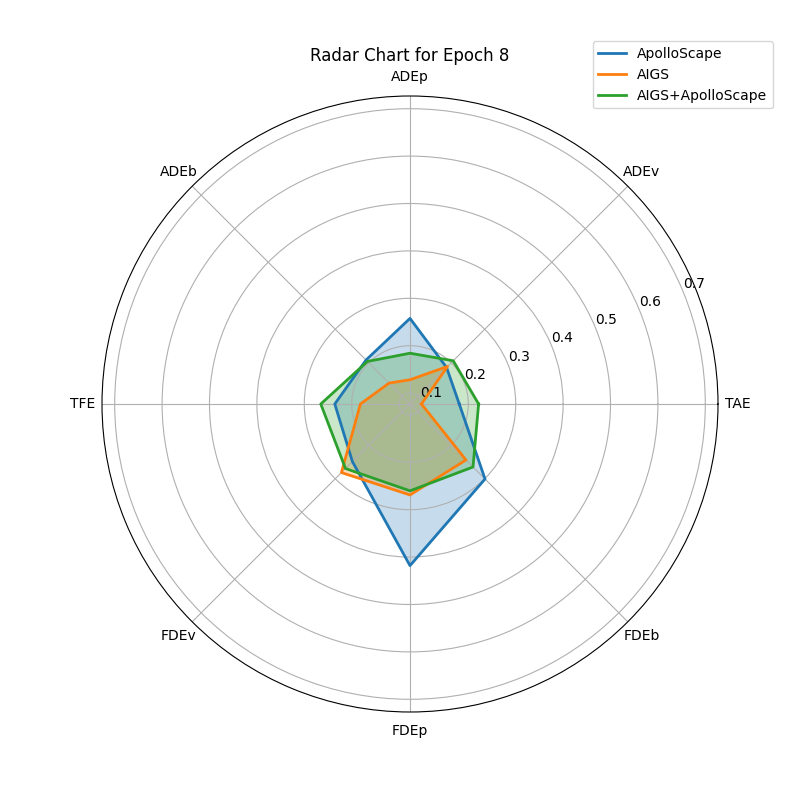 Radar Chart for Epoch 8
ApolloScape
AIGS
AIGS+ApolloScape
ADEp
ADEb
ADEv
0.7
0.6
0.5
0.4
0.3
0.2
0.1
TFE
TAE
FDEv
FDEb
FDEp